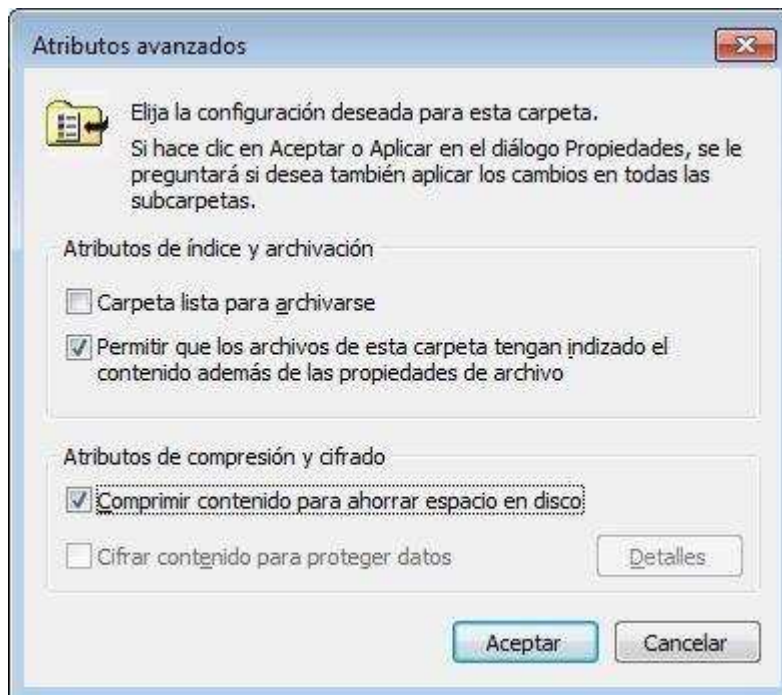 Atributos avanzados
Elija la configuración deseada para esta carpeta.
Si hace clic en Aceptar o Aplicar en el diálogo Propiedades, se le
preguntará si desea también aplicar los cambios en todas las
subcarpetas.
Atributos de índice y archivación
Carpeta lista para archivarse
Permitir que los archivos de esta carpeta tengan indizado el
contenido además de las propiedades de archivo
Atributos de compresión y cifrado
Comprimir contenido para ahorrar espacio en disco
Cifrar contenido para proteger datos
Detalles
Aceptar
Cancelar